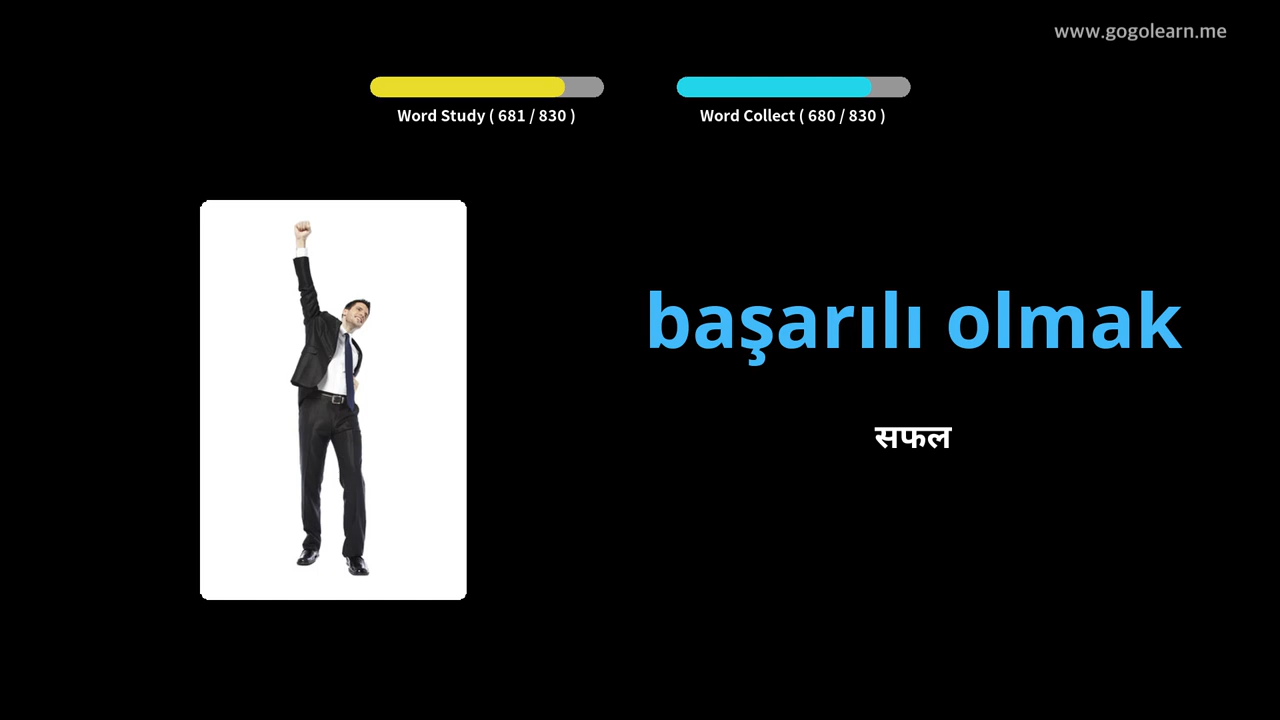 www.gogolearn.me
Word Study ( 681 / 830 )
Word Collect ( 680 / 830 )
başarılı olmak
सफल